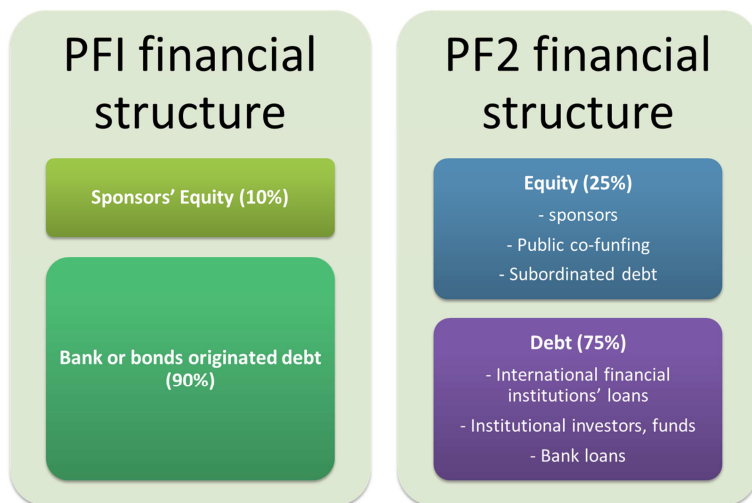 PFI financial
structure
Sponsors’ Equity (10%)
Bank or bonds originated debt
(90%)
PF2 financial
structure
Equity (25%)
- sponsors
- Public co-funfing
- Subordinated debt
Debt (75%)
- International financial
institutions’ loans
- Institutional investors, funds
- Bank loans